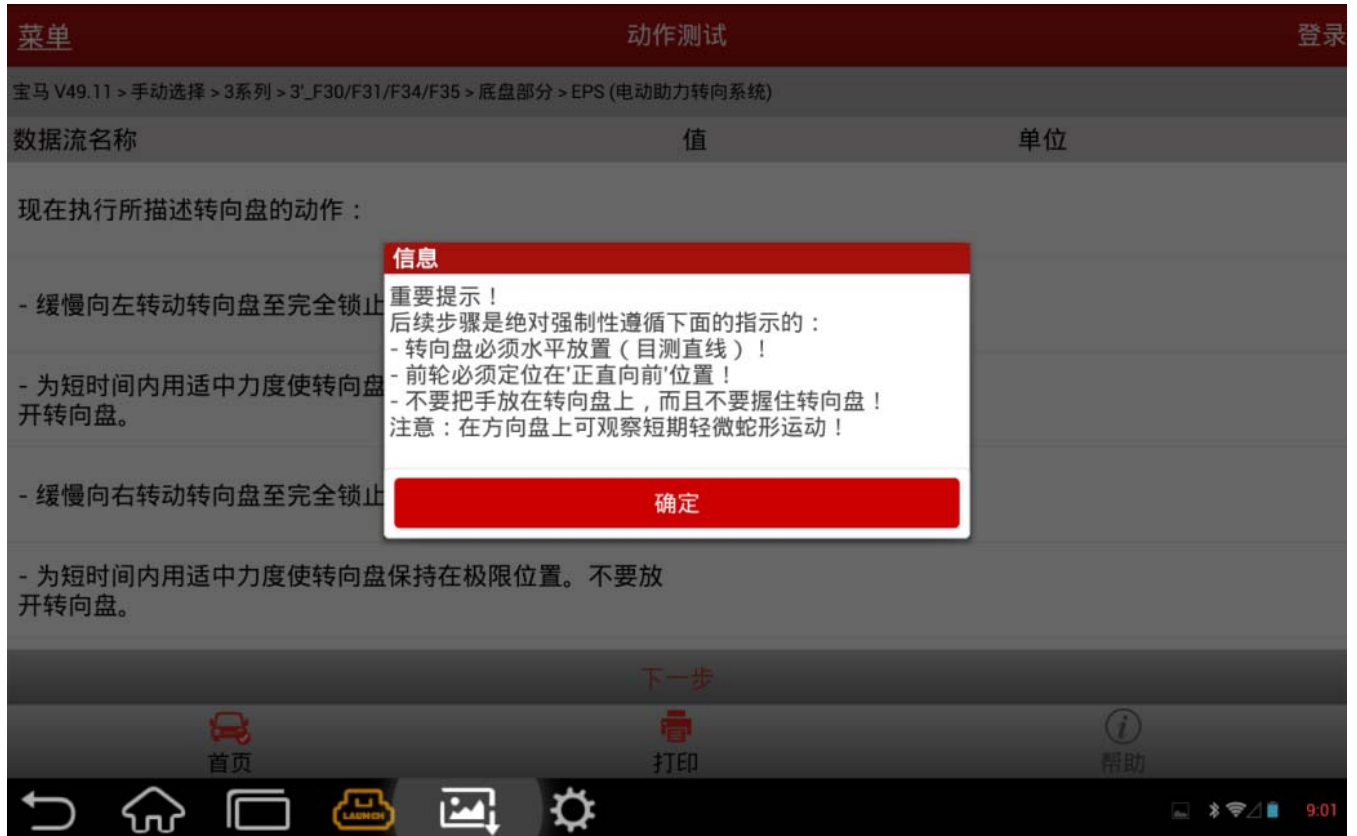 菜单
动作测试
登录
宝马 V49.11 > 手动选择 > 3系列 > 3'_F30/F31/F34/F35 > 底盘部分 > EPS (电动助力转向系统)
数据流名称
值
单位
现在执行所描述转向盘的动作：
- 缓慢向左转动转向盘至完全锁止
- 为短时间内用适中力度使转向盘
开转向盘。
- 缓慢向右转动转向盘至完全锁止
- 为短时间内用适中力度使转向盘保持在极限位置。不要放
开转向盘。
信息
重要提示！
后续步骤是绝对强制性遵循下面的指示的：
- 转向盘必须水平放置（目测直线）！
- 前轮必须定位在'正直向前'位置！
- 不要把手放在转向盘上，而且不要握住转向盘！
注意：在方向盘上可观察短期轻微蛇形运动！
确定
下一步
首页
打印
帮助
LAUNCH
9:01